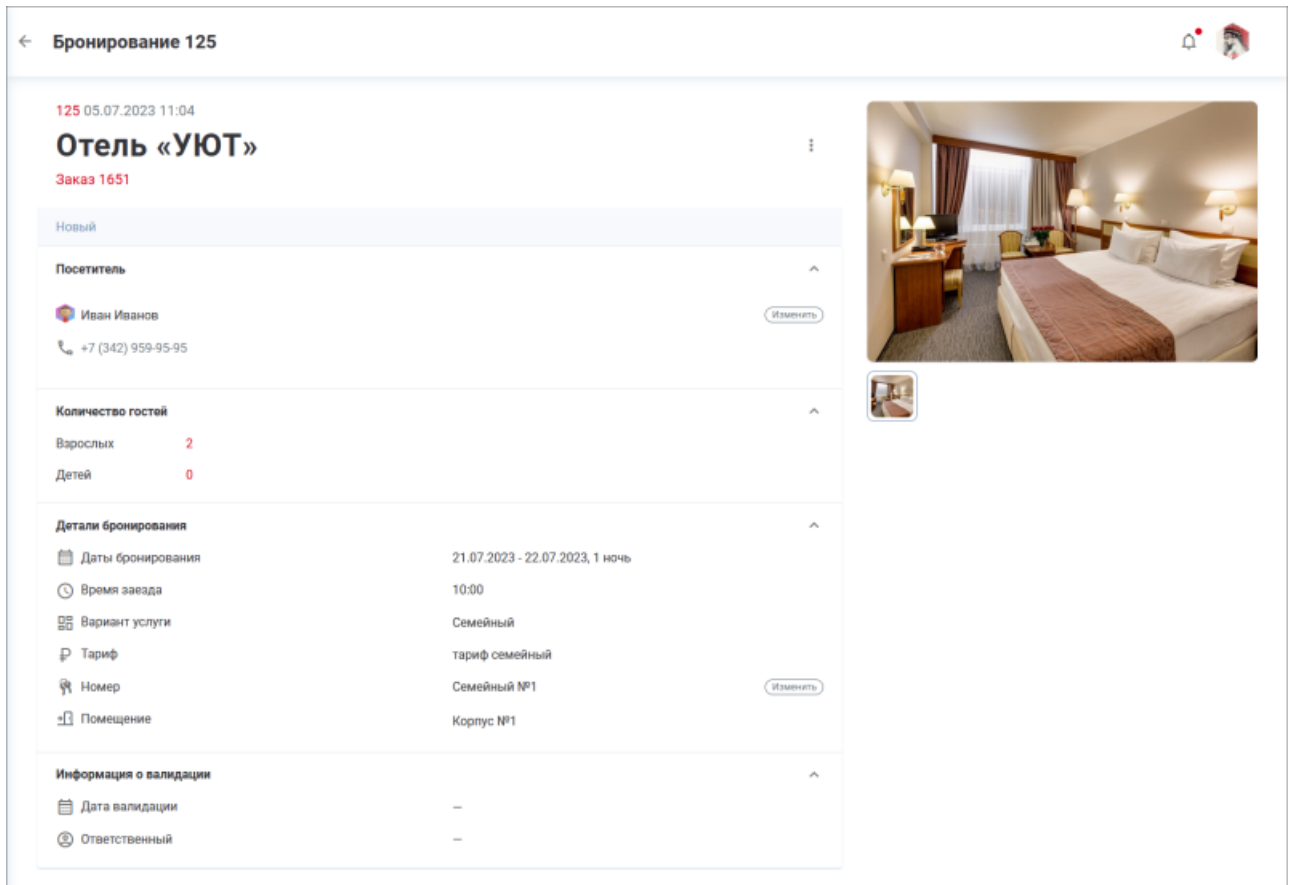 Бронирование 125
125 05.07.2023 11:04
Отель «УЮТ»
Заказ 1651
Новый
Посетитель
Иван Иванов Изменить
+7 (342) 959-95-95
Количество гостей
Взрослых 2
Детей 0
Детали бронирования
Даты бронирования 21.07.2023 - 22.07.2023, 1 ночь
Время заезда 10:00
Вариант услуги Семейный
Тариф тариф семейный
Номер Семейный №1 Изменить
Помещение Корпус №1
Информация о валидации
Дата валидации —
Ответственный —